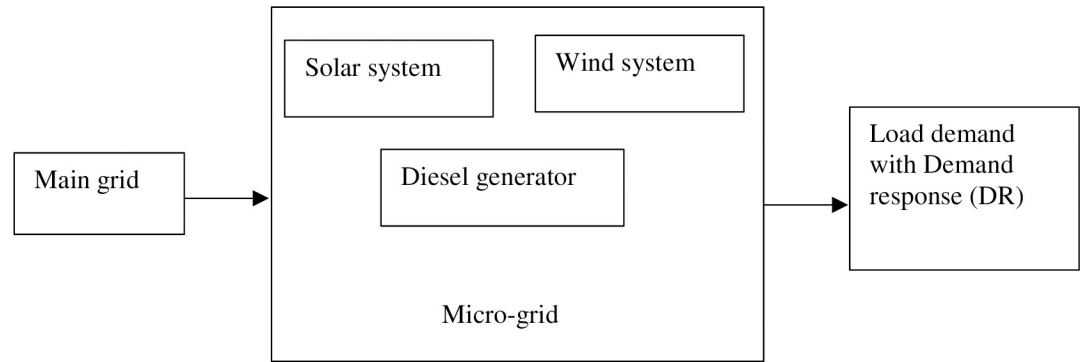 Main grid
Solar system
Wind system
Diesel generator
Micro-grid
Load demand
with Demand
response (DR)